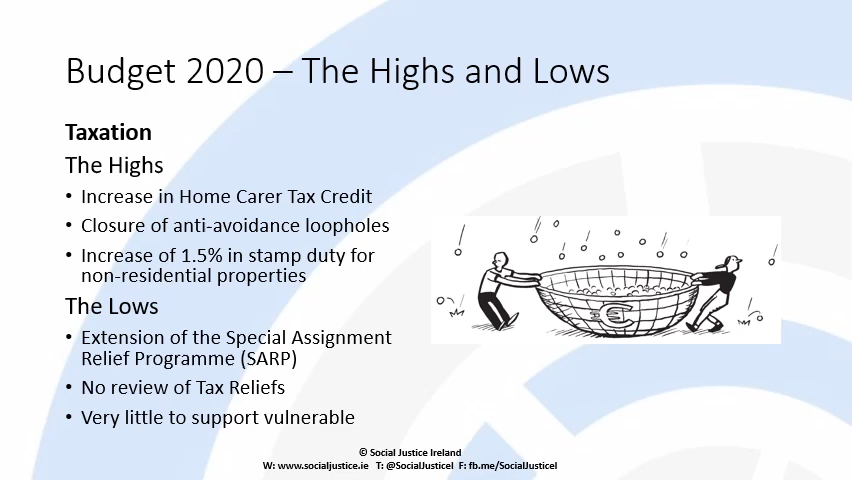 Budget 2020 – The Highs and Lows
Taxation
The Highs
• Increase in Home Carer Tax Credit
• Closure of anti-avoidance loopholes
• Increase of 1.5% in stamp duty for
non-residential properties
The Lows
• Extension of the Special Assignment
Relief Programme (SARP)
• No review of Tax Reliefs
• Very little to support vulnerable
€
© Social Justice Ireland
W: www.socialjustice.ie T: @SocialJusticeI F: fb.me/SocialJusticeI